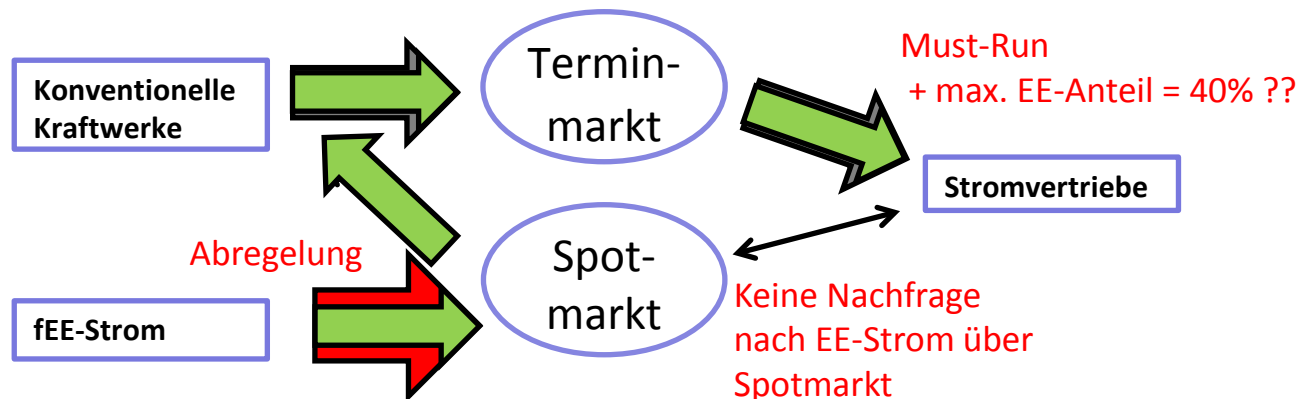 Konventionelle
Kraftwerke
Termin-
markt
Must-Run
+ max. EE-Anteil = 40% ??
Stromvertriebe
Abregelung
fEE-Strom
Spot-
markt
Keine Nachfrage
nach EE-Strom über
Spotmarkt